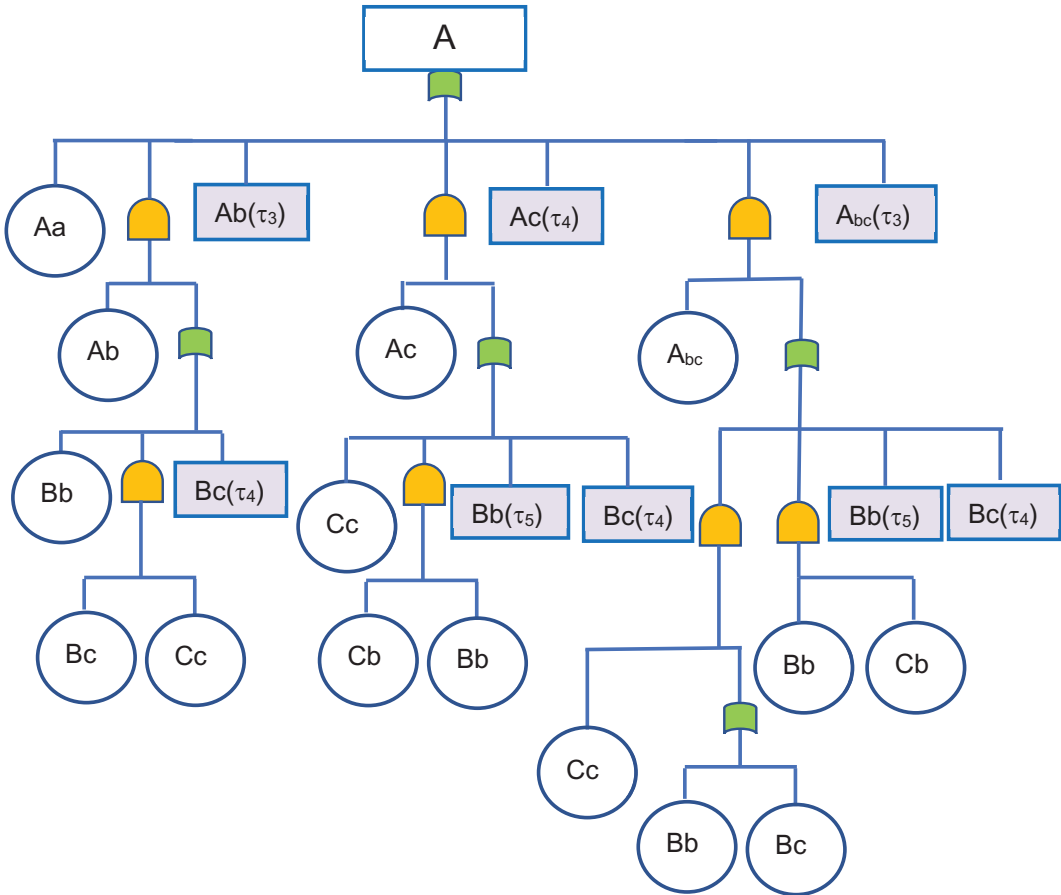 A
Aa
Ab(τ3)
Ac(τ4)
Abc(τ3)
Ab
Ac
Abc
Bb
Bc(τ4)
Cc
Bb(τ5)
Bc(τ4)
Bb(τ5)
Bc(τ4)
Bc
Cc
Cb
Bb
Bb
Cb
Cc
Bb
Bc